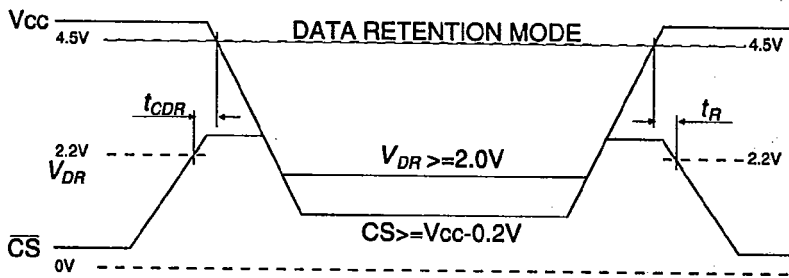 Vcc
4.5V
DATA RETENTION MODE
4.5V
tCDR
tR
2.2V
VDR
VDR>=2.0V
2.2V
CS
CS>=Vcc-0.2V
0V